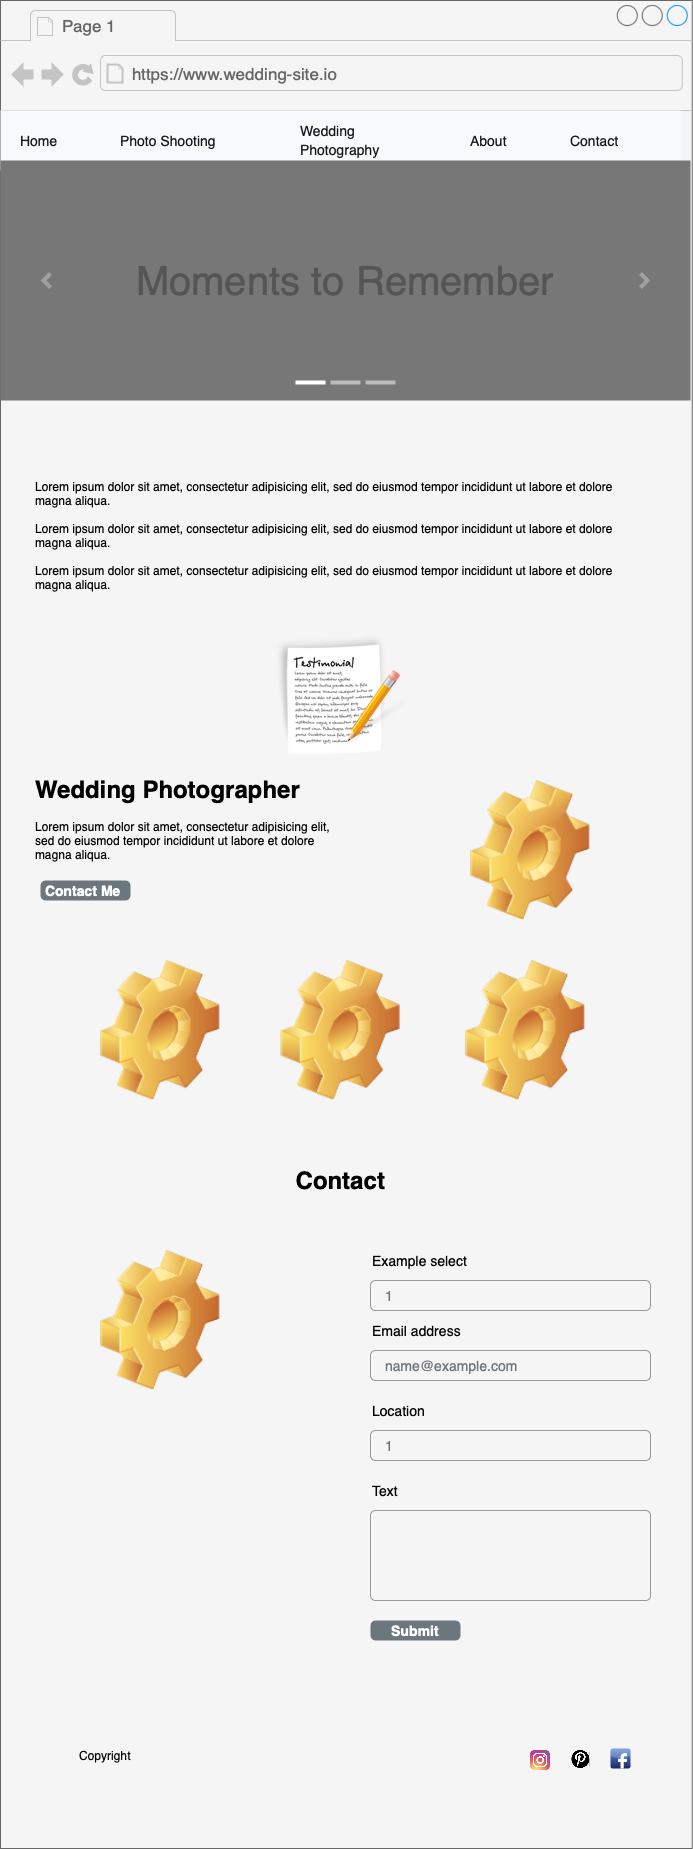 Page 1
https://www.wedding-site.io
Home
Photo Shooting
Wedding
Photography
About
Contact
Moments to Remember
Lorem ipsum dolor sit amet, consectetur adipisicing elit, sed do eiusmod tempor incididunt ut labore et dolore
magna aliqua.
Lorem ipsum dolor sit amet, consectetur adipisicing elit, sed do eiusmod tempor incididunt ut labore et dolore
magna aliqua.
Lorem ipsum dolor sit amet, consectetur adipisicing elit, sed do eiusmod tempor incididunt ut labore et dolore
magna aliqua.
Testimonial
Lorem ipsum dolor sit amet,
Wedding Photographer
Lorem ipsum dolor sit amet, consectetur adipisicing elit,
sed do eiusmod tempor incididunt ut labore et dolore
magna aliqua.
Contact Me
Contact
Example select
1
Email address
name@example.com
Location
1
Text
Submit
Copyright